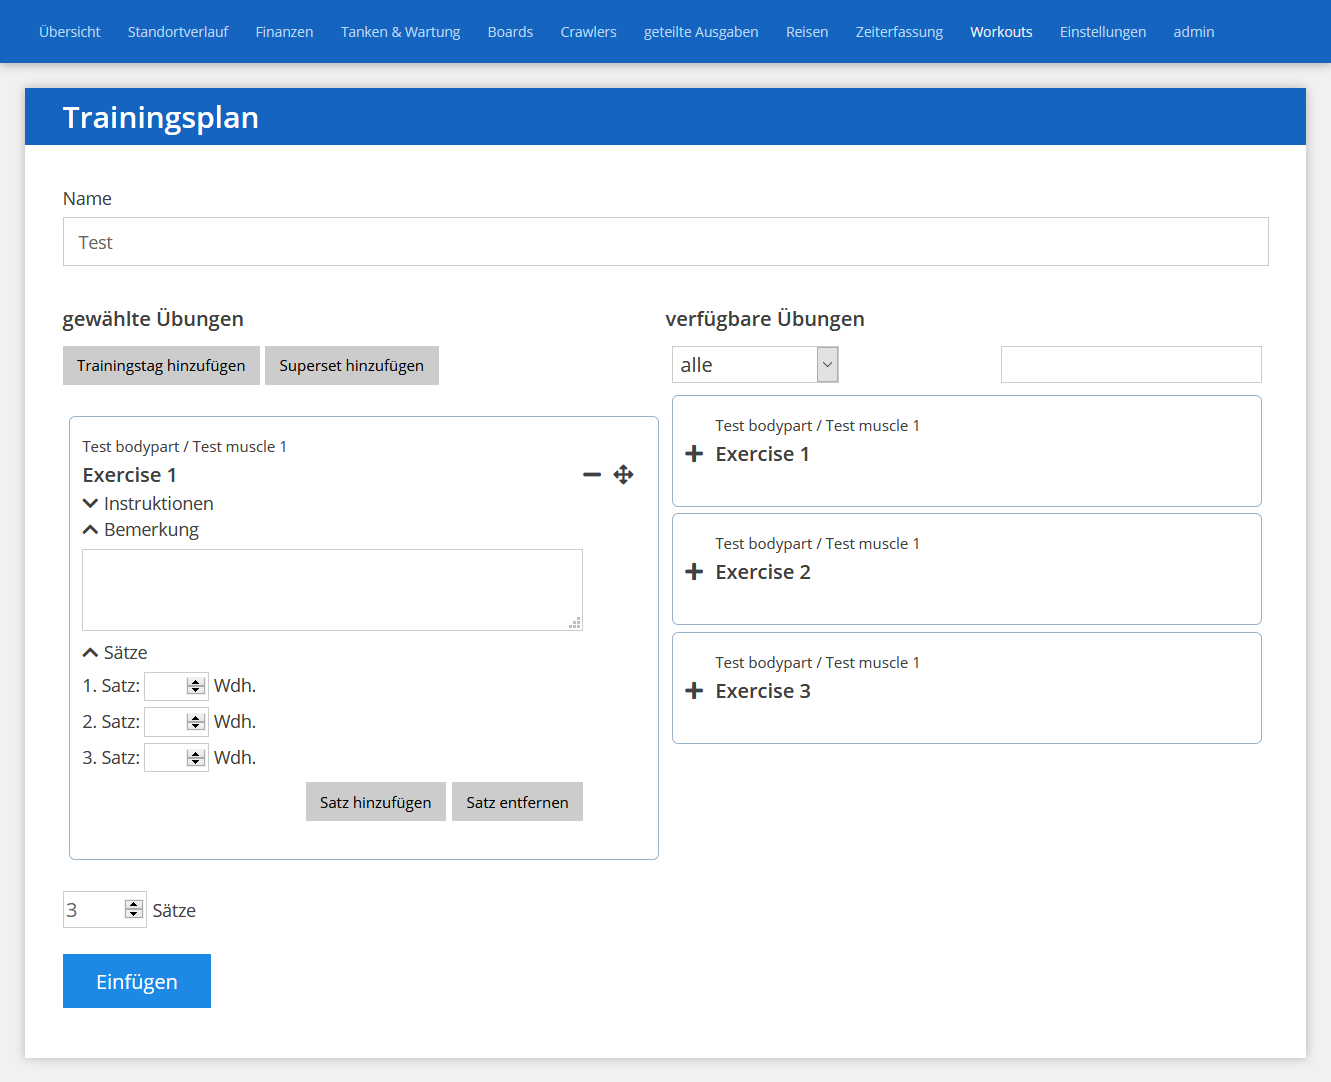 Übersicht Standortverlauf Finanzen Tanken & Wartung Boards Crawlers geteilte Ausgaben Reisen Zeiterfassung Workouts Einstellungen admin
Trainingsplan
Name
Test
gewählte Übungen
Trainingstag hinzufügen Superset hinzufügen
Test bodypart / Test muscle 1
Exercise 1
Instruktionen
Bemerkung
Sätze
1. Satz: Wdh.
2. Satz: Wdh.
3. Satz: Wdh.
Satz hinzufügen Satz entfernen
3 Sätze
Einfügen
verfügbare Übungen
alle
Test bodypart / Test muscle 1
Exercise 1
Test bodypart / Test muscle 1
Exercise 2
Test bodypart / Test muscle 1
Exercise 3